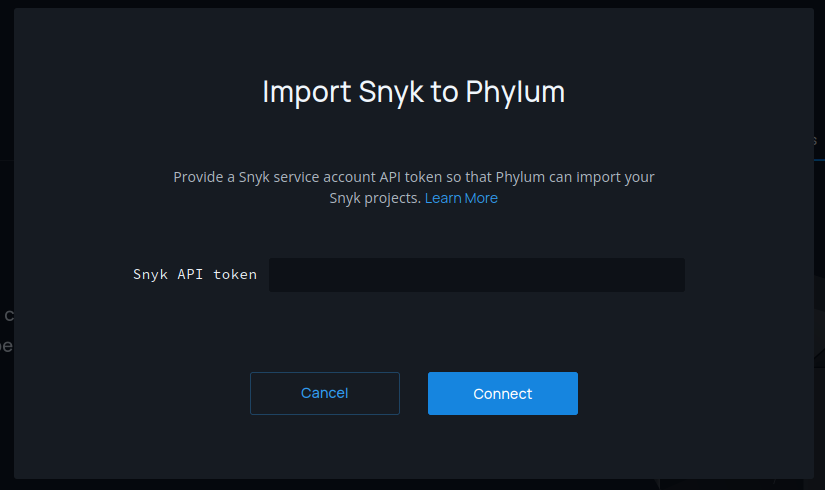 Import Snyk to Phylum
Provide a Snyk service account API token so that Phylum can import your
Snyk projects. Learn More
Snyk API token
Cancel
Connect